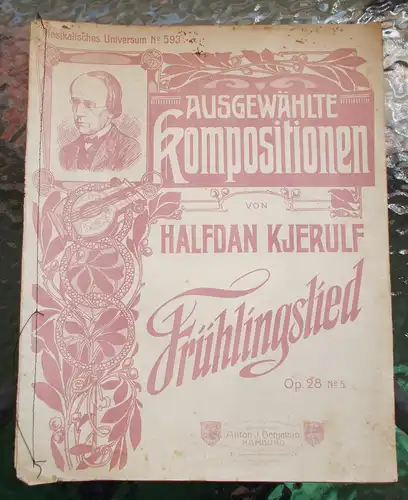 Musikalisches Universum No 593
AUSGEWÄHLTE
Kompositionen
VON
HALFDAN KJERULF
Frühlingslied
Op. 28 No 5
Anton J. Benjamin
HAMBURG